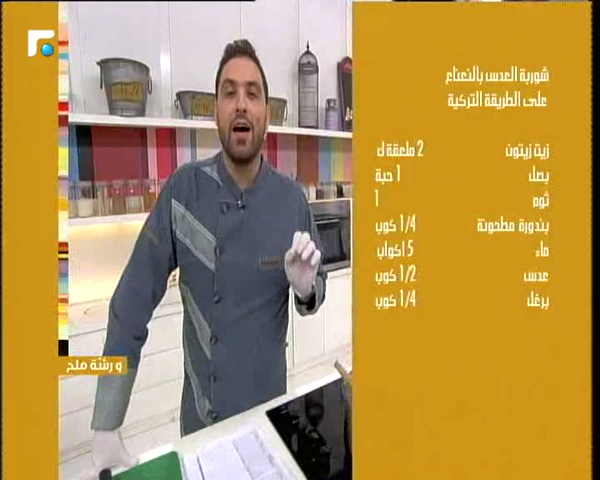 شوربة العدس بالنعناع
على الطريقة التركية
زيت زيتون 2 ملعقة ك
بصل 1 حبة
ثوم 1
بندورة مطحونة 1/4 كوب
ماء 5 اكواب
عدس 1/2 كوب
برغل 1/4 كوب
و رشّة ملح